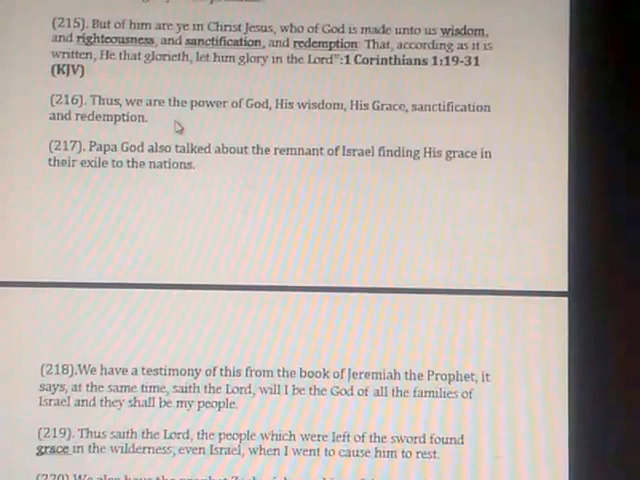 (215). But of him are ye in Christ Jesus, who of God is made unto us wisdom,
and righteousness, and sanctification, and redemption: That, according as it is
written, He that glorieth, let him glory in the Lord":1 Corinthians 1:19-31
(KJV)
(216). Thus, we are the power of God, His wisdom, His Grace, sanctification
and redemption.
(217). Papa God also talked about the remnant of Israel finding His grace in
their exile to the nations.
(218).We have a testimony of this from the book of Jeremiah the Prophet, it
says, at the same time, saith the Lord, will I be the God of all the families of
Israel and they shall be my people.
(219). Thus saith the Lord, the people which were left of the sword found
grace in the wilderness, even Israel, when I went to cause him to rest.
(220) We also have the prophet